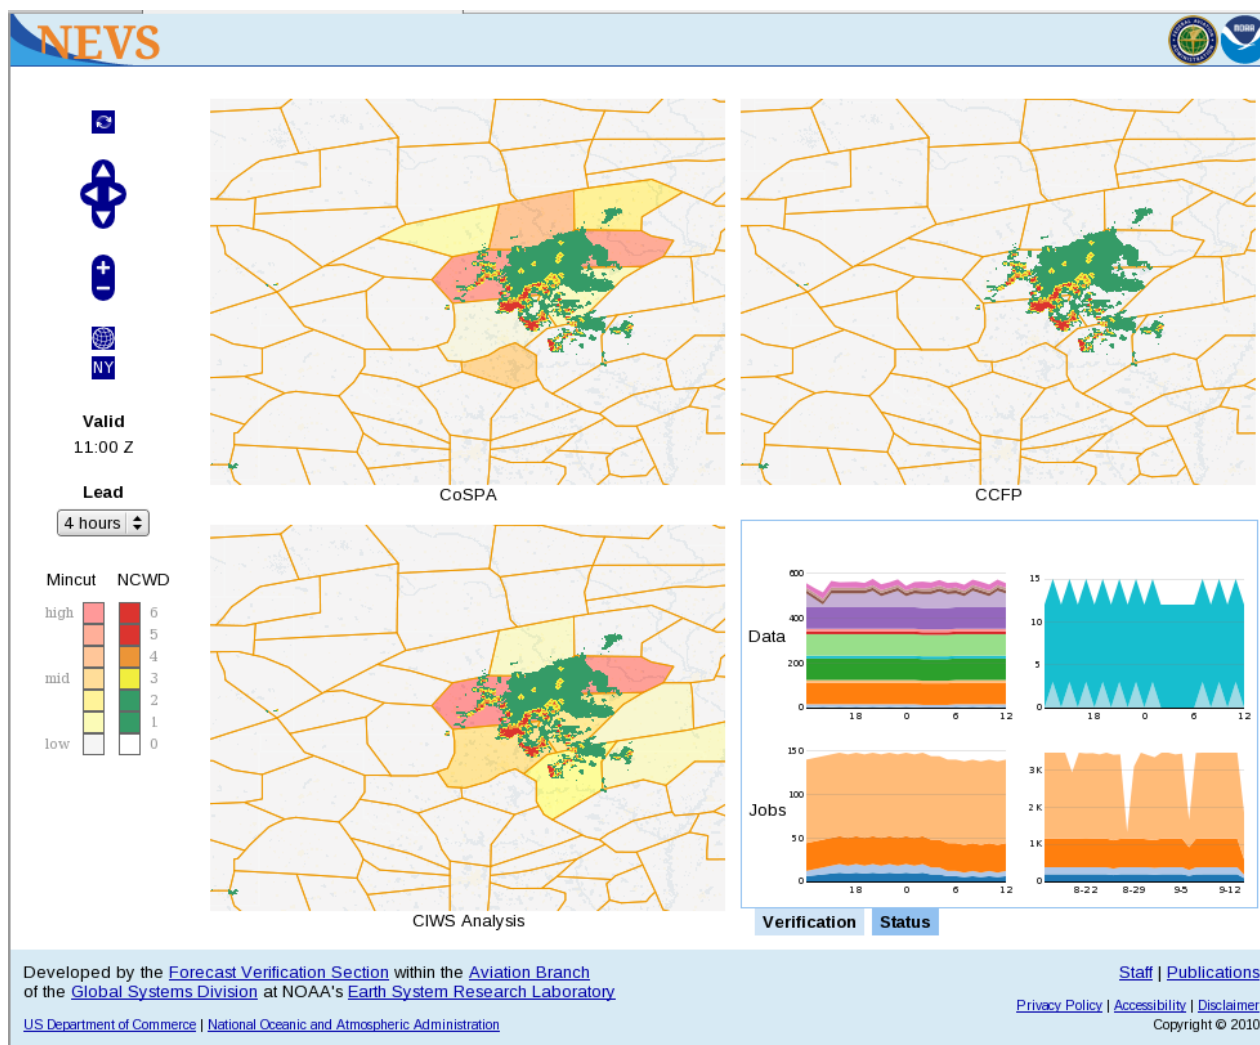 NEVS
NOAA
NY
Valid
11:00 Z
Lead
4 hours
Mincut NCWD
high 6
5
4
mid 3
2
1
low 0
CoSPA
CCFP
CIWS Analysis
Data
600
400
200
0
18 0 6 12
15
10
5
0
18 0 6 12
Jobs
150
100
50
0
18 0 6 12
3K
2K
1K
0
8-22 8-29 9-5 9-12
Verification Status
Developed by the Forecast Verification Section within the Aviation Branch
of the Global Systems Division at NOAA's Earth System Research Laboratory
US Department of Commerce | National Oceanic and Atmospheric Administration
Staff | Publications
Privacy Policy | Accessibility | Disclaimer
Copyright © 2010